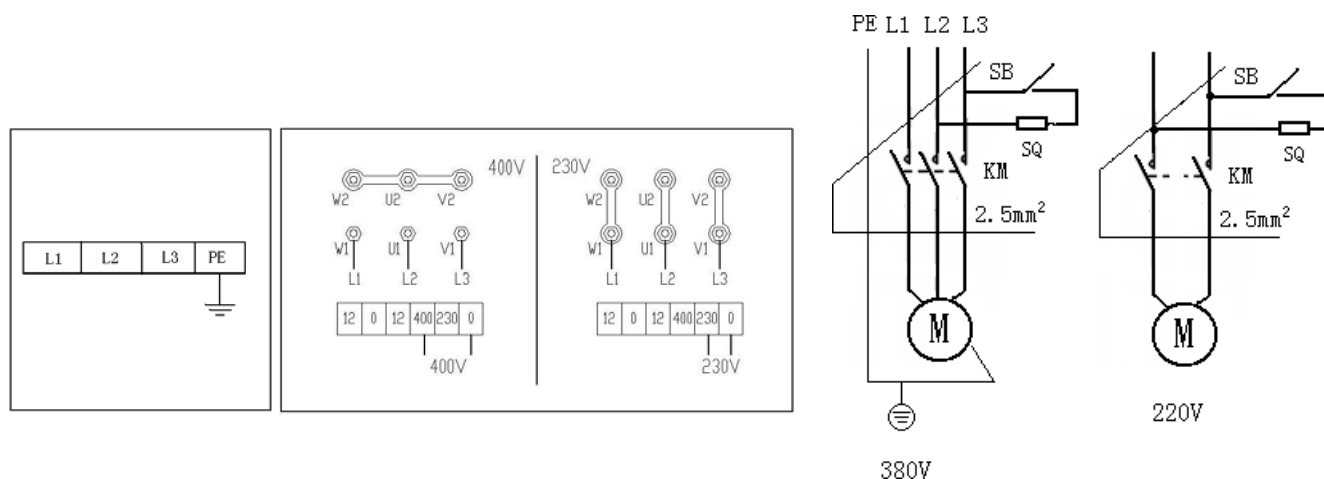 L1 L2 L3 PE
400V
W2 U2 V2
W1 U1 V1
L1 L2 L3
12 0 12 400 230 0
400V
230V
W2 U2 V2
W1 U1 V1
L1 L2 L3
12 0 12 400 230 0
230V
PE L1 L2 L3
SB
SQ
KM
2.5mm²
M
380V
SB
SQ
KM
2.5mm²
M
220V